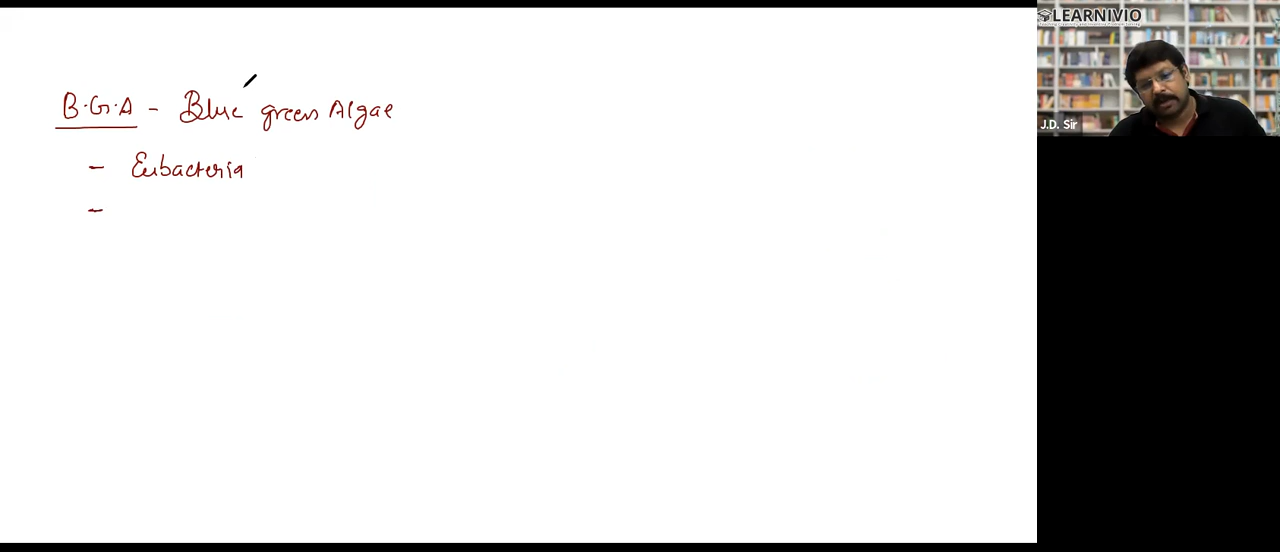 LEARNIVIO
B.G.A - Blue green Algae
- Eubacteria
-
J.D. Sir